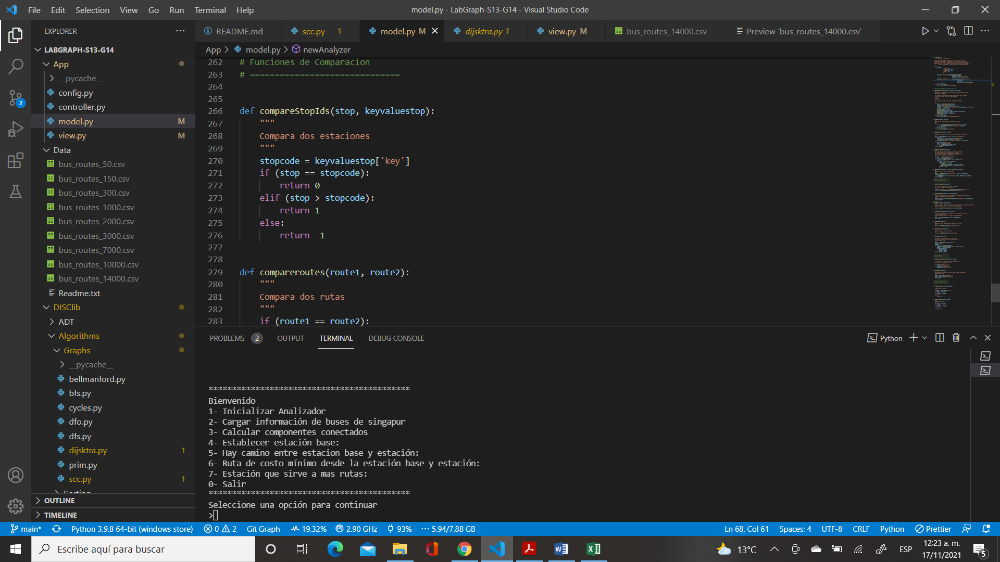 File Edit Selection View Go Run Terminal Help
model.py - LabGraph-S13-G14 - Visual Studio Code
EXPLORER
README.md
scc.py 1
model.py M
dijsktra.py 1
view.py M
bus_routes_14000.csv
Preview 'bus_routes_14000.csv'
LABGRAPH-S13-G14
App
__pycache__
config.py
controller.py
model.py M
view.py M
Data
bus_routes_50.csv
bus_routes_150.csv
bus_routes_300.csv
bus_routes_1000.csv
bus_routes_2000.csv
bus_routes_3000.csv
bus_routes_7000.csv
bus_routes_10000.csv
bus_routes_14000.csv
Readme.txt
DISClib
ADT
Algorithms
Graphs
__pycache__
bellmanford.py
bfs.py
cycles.py
dfo.py
dfs.py
dijsktra.py 1
prim.py
scc.py 1
Sorting
OUTLINE
TIMELINE
2
App > model.py > newAnalyzer
262 # Funciones de Comparacion
263 # ==============================
264
265
266 def compareStopIds(stop, keyvaluestop):
267 """
268 Compara dos estaciones
269 """
270 stopcode = keyvaluestop['key']
271 if (stop == stopcode):
272 return 0
273 elif (stop > stopcode):
274 return 1
275 else:
276 return -1
277
278
279 def compareroutes(route1, route2):
280 """
281 Compara dos rutas
282 """
283 if (route1 == route2):
PROBLEMS 2 OUTPUT TERMINAL DEBUG CONSOLE
Python
*******************************************
Bienvenido
1- Inicializar Analizador
2- Cargar información de buses de singapur
3- Calcular componentes conectados
4- Establecer estación base:
5- Hay camino entre estacion base y estación:
6- Ruta de costo mínimo desde la estación base y estación:
7- Estación que sirve a mas rutas:
0- Salir
*******************************************
Seleccione una opción para continuar
>
main* Python 3.9.8 64-bit (windows store) 0 2 Git Graph 19.32% 2.90 GHz 93% 5.94/7.88 GB
Ln 68, Col 61 Spaces: 4 UTF-8 CRLF Python Prettier
Escribe aquí para buscar
13°C
ESP
12:23 a. m.
17/11/2021
5